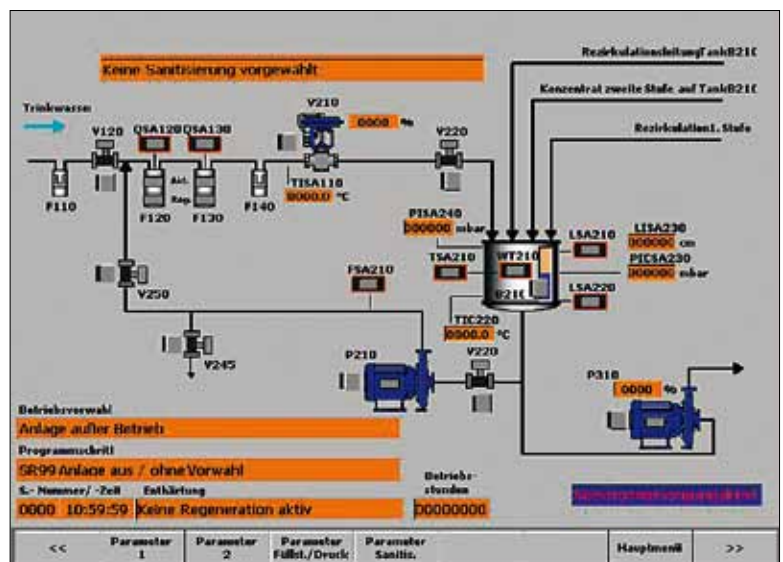 Keine Sanitisierung vorgewählt
Rezirkulationsleitung Tank B210
Konzentrat zweite Stufe auf Tank B210
Rezirkulation 1. Stufe
Trinkwasser
V120
QSA120
QSA130
V210
0000 %
V220
F110
F120
Akt.
Reg.
F130
F140
TISA110
0000.0 °C
PISA240
000000 mbar
LSA210
LISA230
000000 cm
TSA210
WT210
PICSA230
000000 mbar
FSA210
B210
LSA220
V250
TIC220
0000.0 °C
V245
P210
V220
P310
0000 %
Betriebsvorwahl
Anlage außer Betrieb
Programmschritt
SR99 Anlage aus / ohne Vorwahl
S.- Nummer/ -Zeit
Enthärtung
Betriebs-
stunden
0000 10:59:59
Keine Regeneration aktiv
00000000
<<
Parameter
1
Parameter
2
Parameter
Füllst./Druck
Parameter
Sanitis.
Hauptmenü
>>